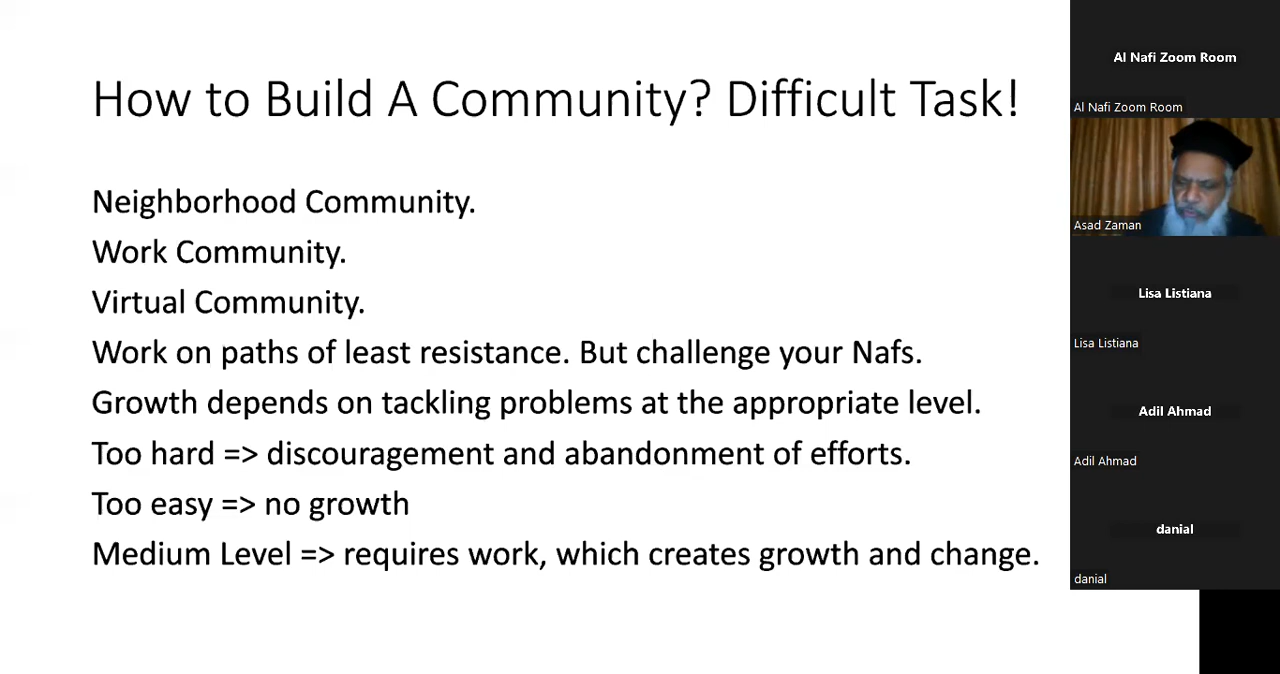 How to Build A Community? Difficult Task!
Neighborhood Community.
Work Community.
Virtual Community.
Work on paths of least resistance. But challenge your Nafs.
Growth depends on tackling problems at the appropriate level.
Too hard => discouragement and abandonment of efforts.
Too easy => no growth
Medium Level => requires work, which creates growth and change.
Al Nafi Zoom Room
Al Nafi Zoom Room
Asad Zaman
Lisa Listiana
Lisa Listiana
Adil Ahmad
Adil Ahmad
danial
danial